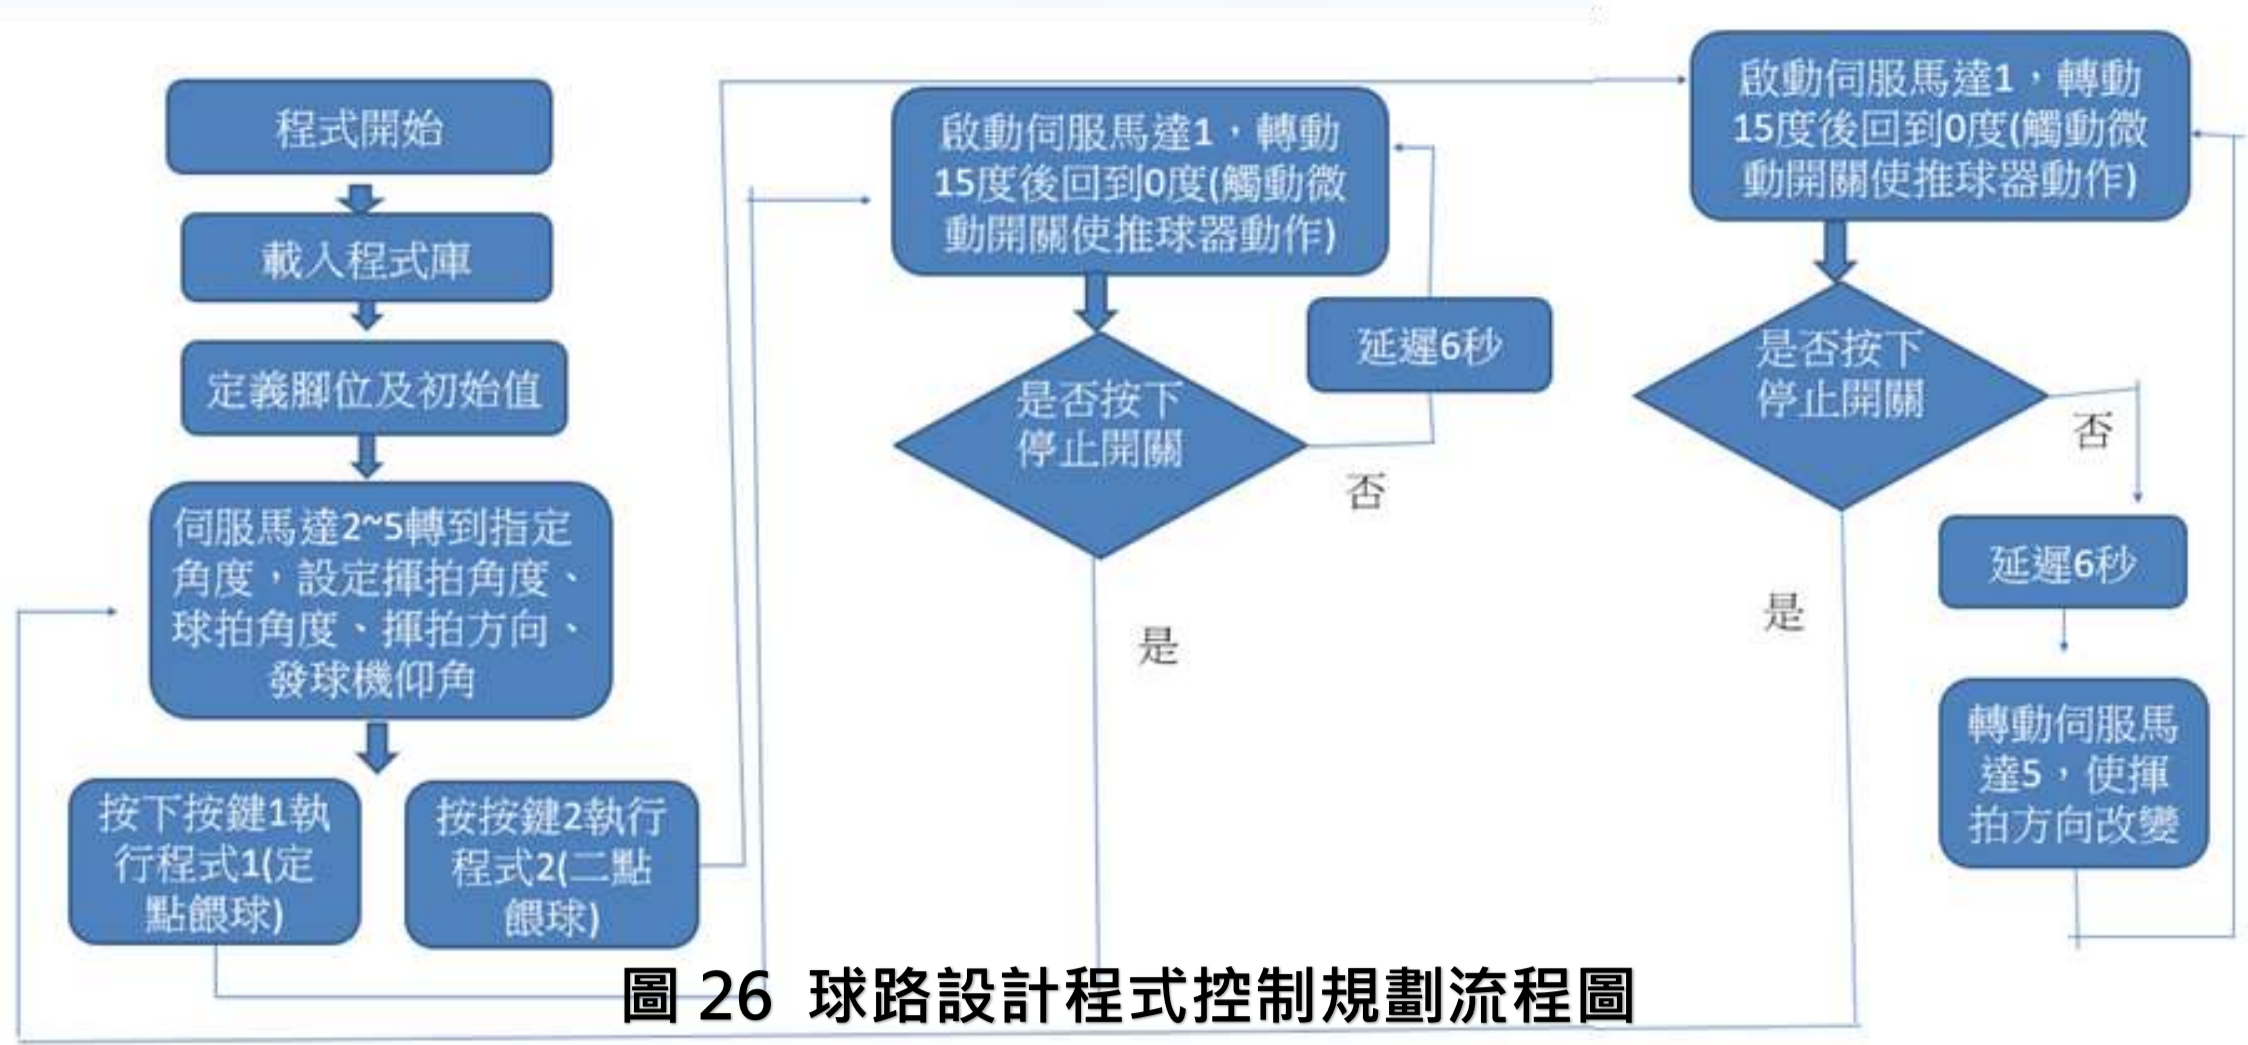 程式開始
載入程式庫
定義腳位及初始值
伺服馬達2~5轉到指定
角度，設定揮拍角度、
球拍角度、揮拍方向、
發球機仰角
按下按鍵1執
行程式1(定
點餵球)
按按鍵2執行
程式2(二點
餵球)
啟動伺服馬達1，轉動
15度後回到0度(觸動微
動開關使推球器動作)
是否按下
停止開關
延遲6秒
否
是
啟動伺服馬達1，轉動
15度後回到0度(觸動微
動開關使推球器動作)
是否按下
停止開關
否
是
延遲6秒
轉動伺服馬
達5，使揮
拍方向改變
圖 26 球路設計程式控制規劃流程圖